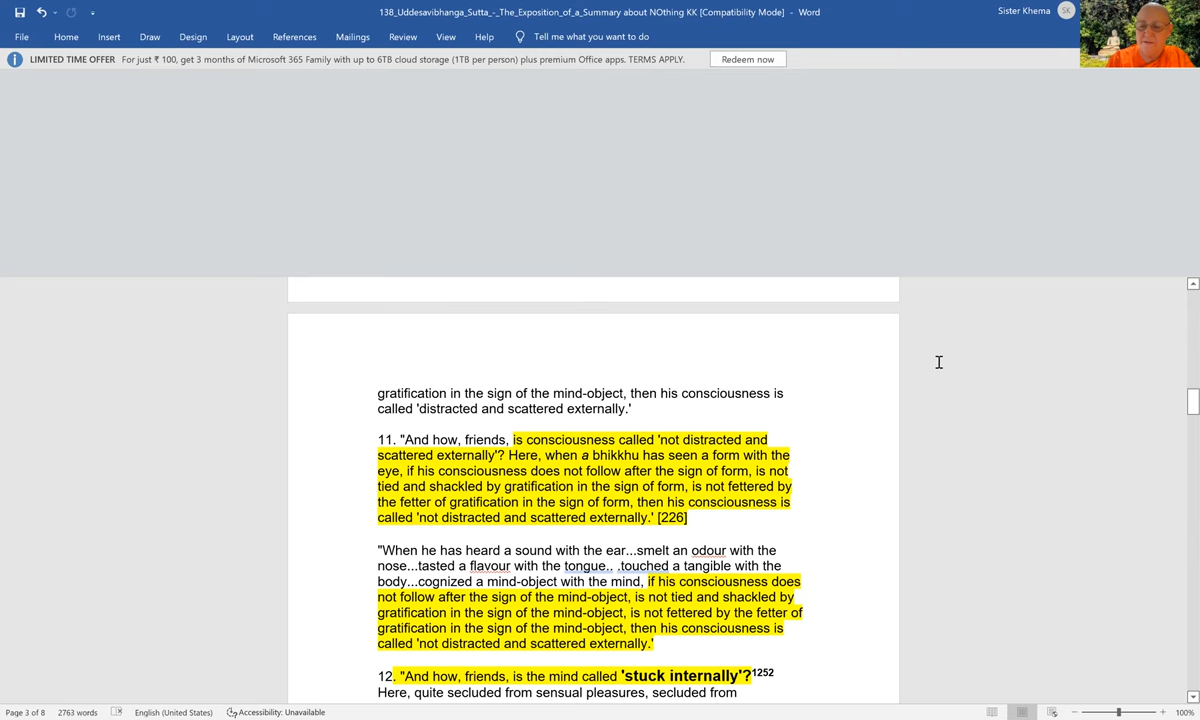 138_Uddesavibhanga_Sutta_-_The_Exposition_of_a_Summary about NOthing KK [Compatibility Mode] - Word
Sister Khema SK
File Home Insert Draw Design Layout References Mailings Review View Help Tell me what you want to do
LIMITED TIME OFFER For just ₹ 100, get 3 months of Microsoft 365 Family with up to 6TB cloud storage (1TB per person) plus premium Office apps. TERMS APPLY. Redeem now
gratification in the sign of the mind-object, then his consciousness is
called 'distracted and scattered externally.'
11. "And how, friends, is consciousness called 'not distracted and
scattered externally'? Here, when a bhikkhu has seen a form with the
eye, if his consciousness does not follow after the sign of form, is not
tied and shackled by gratification in the sign of form, is not fettered by
the fetter of gratification in the sign of form, then his consciousness is
called 'not distracted and scattered externally.' [226]
"When he has heard a sound with the ear...smelt an odour with the
nose...tasted a flavour with the tongue.. .touched a tangible with the
body...cognized a mind-object with the mind, if his consciousness does
not follow after the sign of the mind-object, is not tied and shackled by
gratification in the sign of the mind-object, is not fettered by the fetter of
gratification in the sign of the mind-object, then his consciousness is
called 'not distracted and scattered externally.'
12. "And how, friends, is the mind called 'stuck internally'?1252
Here, quite secluded from sensual pleasures, secluded from
Page 3 of 8 2763 words English (United States) Accessibility: Unavailable 100%